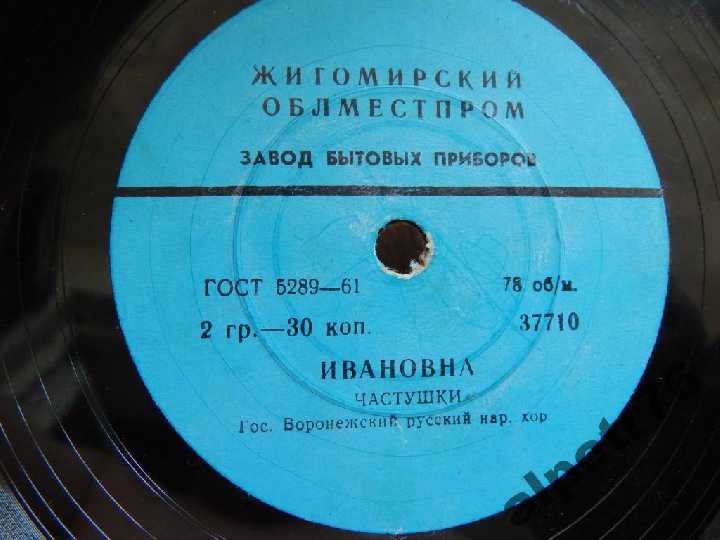 ЖИТОМИРСКИЙ
ОБЛМЕСТПРОМ
ЗАВОД БЫТОВЫХ ПРИБОРОВ
ГОСТ 5289—61 78 об/м.
2 гр.—30 коп. 37710
ИВАНОВНА
ЧАСТУШКИ
Гос. Воронежский русский нар. хор